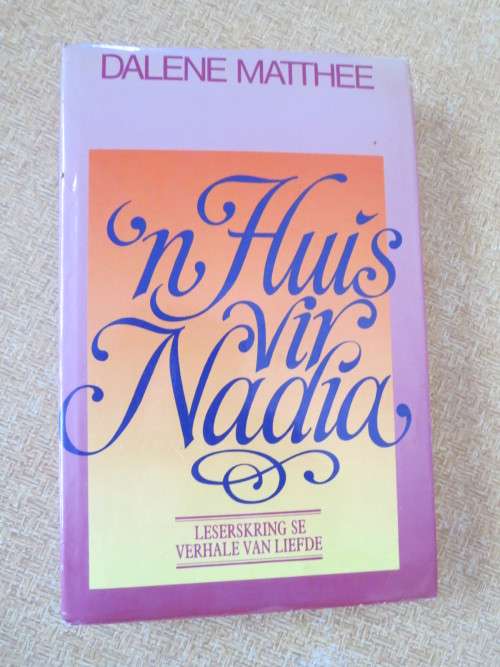 DALENE MATTHEE
'n Huis
vir
Nadia
LESERSKRING SE
VERHALE VAN LIEFDE